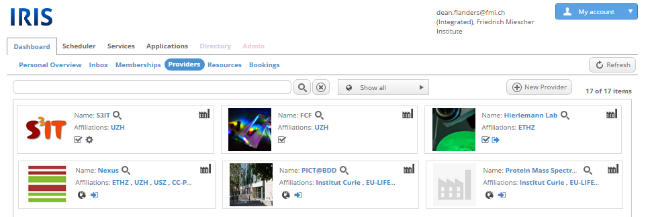 IRIS
dean.flanders@fmi.ch
(Integrated), Friedrich Miescher
Institute
My account
Dashboard Scheduler Services Applications Directory Admin
Personal Overview Inbox Memberships Providers Resources Bookings
Refresh
Show all
New Provider
17 of 17 items
S3IT
Name: S3IT
Affiliations: UZH
Name: FCF
Affiliations: UZH
Name: Hierlemann Lab
Affiliations: ETHZ
Name: Nexus
Affiliations: ETHZ , UZH , USZ , CC-P...
Name: PICT@BDD
Affiliations: Institut Curie , EU-LIFE...
Name: Protein Mass Spectr...
Affiliations: Institut Curie , EU-LIFE...